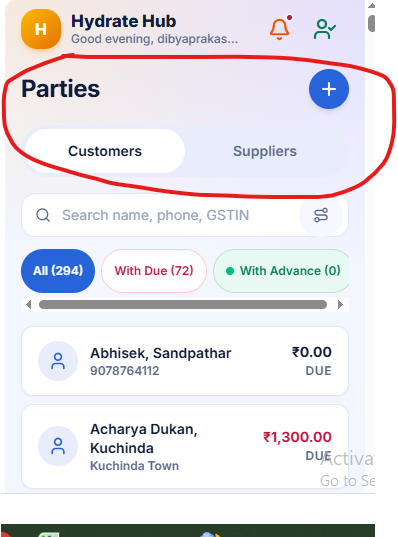 H
Hydrate Hub
Good evening, dibyaprakas...
Parties
+
Customers
Suppliers
Search name, phone, GSTIN
All (294)
With Due (72)
With Advance (0)
Abhisek, Sandpathar
₹0.00
9078764112
DUE
Acharya Dukan,
Kuchinda
₹1,300.00
Kuchinda Town
DUE
Activa
Go to Se